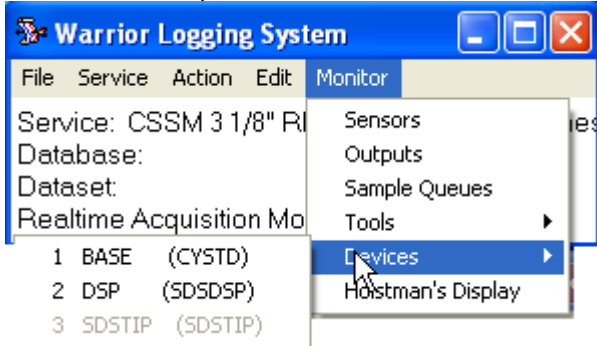 Warrior Logging System
File Service Action Edit Monitor
Service: CSSM 3 1/8"
Database:
Dataset:
Realtime Acquisition
Sensors
Outputs
Sample Queues
Tools
Devices
Hoistman's Display
1 BASE (CYSTD)
2 DSP (SDSDSP)
3 SDSTIP (SDSTIP)